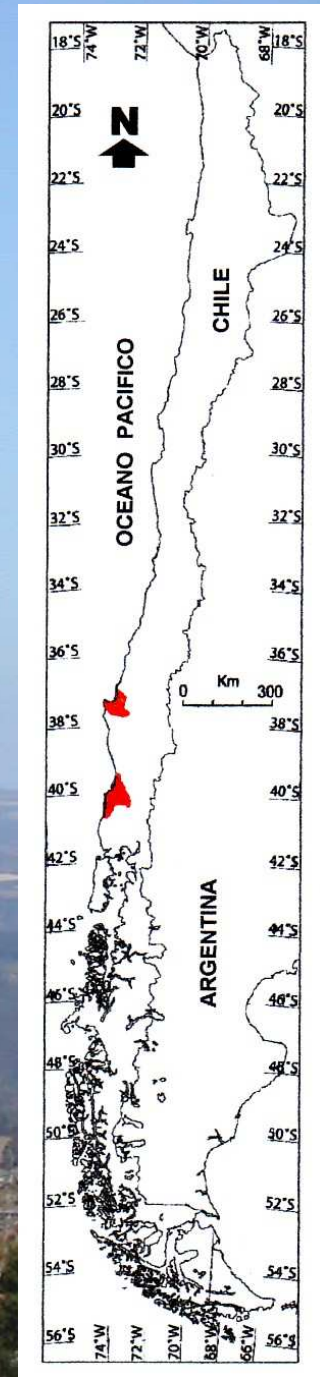 74°W 72°W 70°W 68°W
18°S 18°S
N
20°S 20°S
22°S 22°S
24°S 24°S
26°S 26°S
28°S 28°S
30°S 30°S
32°S 32°S
34°S 34°S
36°S 36°S
38°S 38°S
40°S 40°S
42°S 42°S
44°S 44°S
46°S 46°S
48°S 48°S
50°S 50°S
52°S 52°S
54°S 54°S
56°S 56°S
74°W 72°W 70°W 68°W 66°W
OCEANO PACIFICO
CHILE
0 Km 300
ARGENTINA